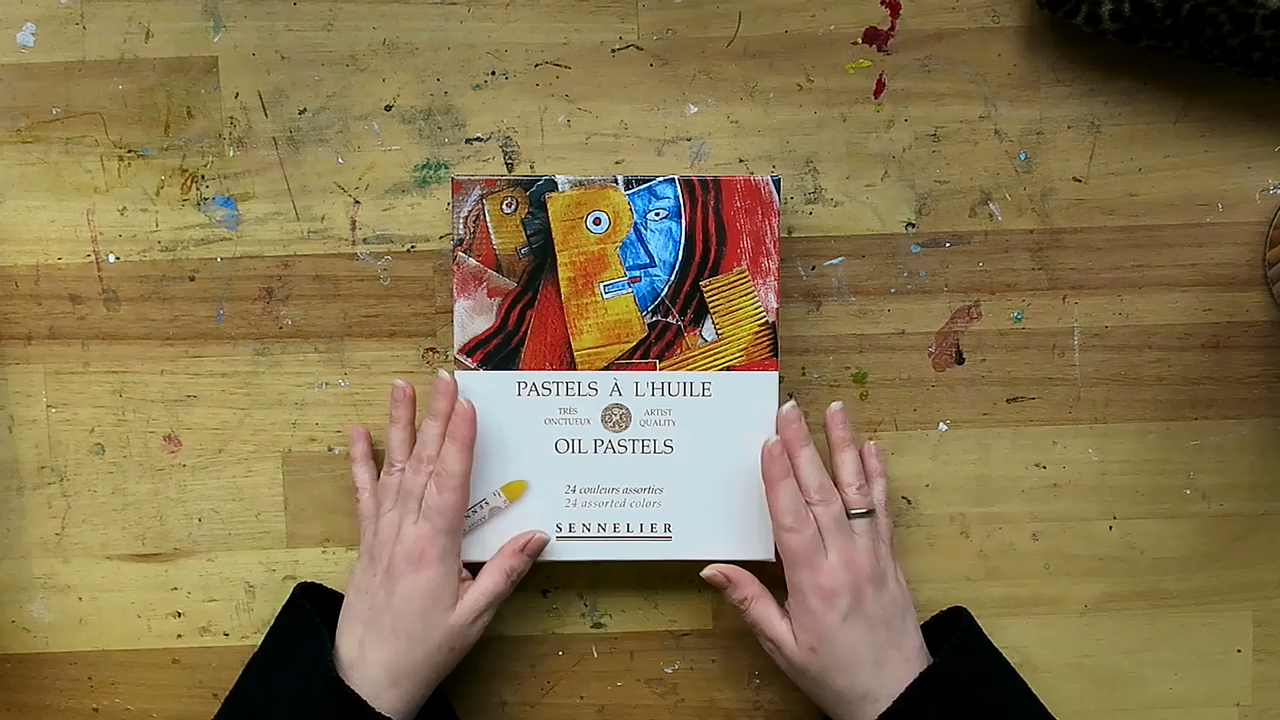 PASTELS À L'HUILE
TRÈS ONCTUEUX
ARTIST QUALITY
OIL PASTELS
24 couleurs assorties
24 assorted colors
SENNELIER